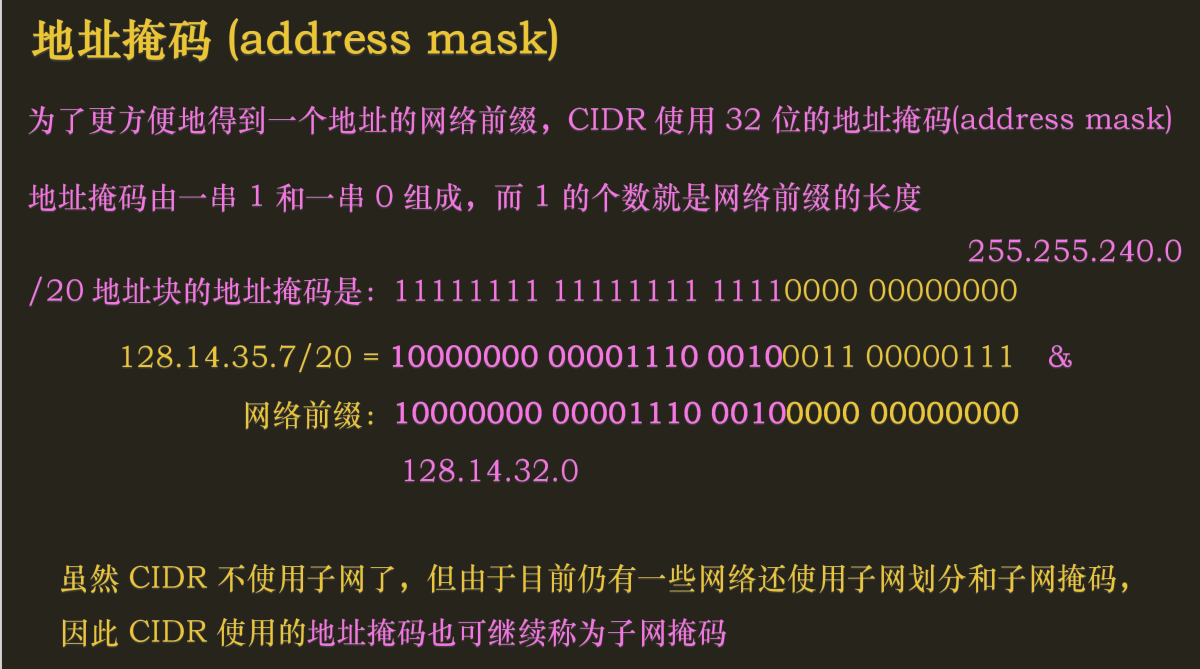 地址掩码 (address mask)
为了更方便地得到一个地址的网络前缀，CIDR 使用 32 位的地址掩码(address mask)
地址掩码由一串 1 和一串 0 组成，而 1 的个数就是网络前缀的长度
255.255.240.0
/20 地址块的地址掩码是：11111111 11111111 11110000 00000000
128.14.35.7/20 = 10000000 00001110 00100011 00000111 &
网络前缀：10000000 00001110 00100000 00000000
128.14.32.0
虽然 CIDR 不使用子网了，但由于目前仍有一些网络还使用子网划分和子网掩码，
因此 CIDR 使用的地址掩码也可继续称为子网掩码